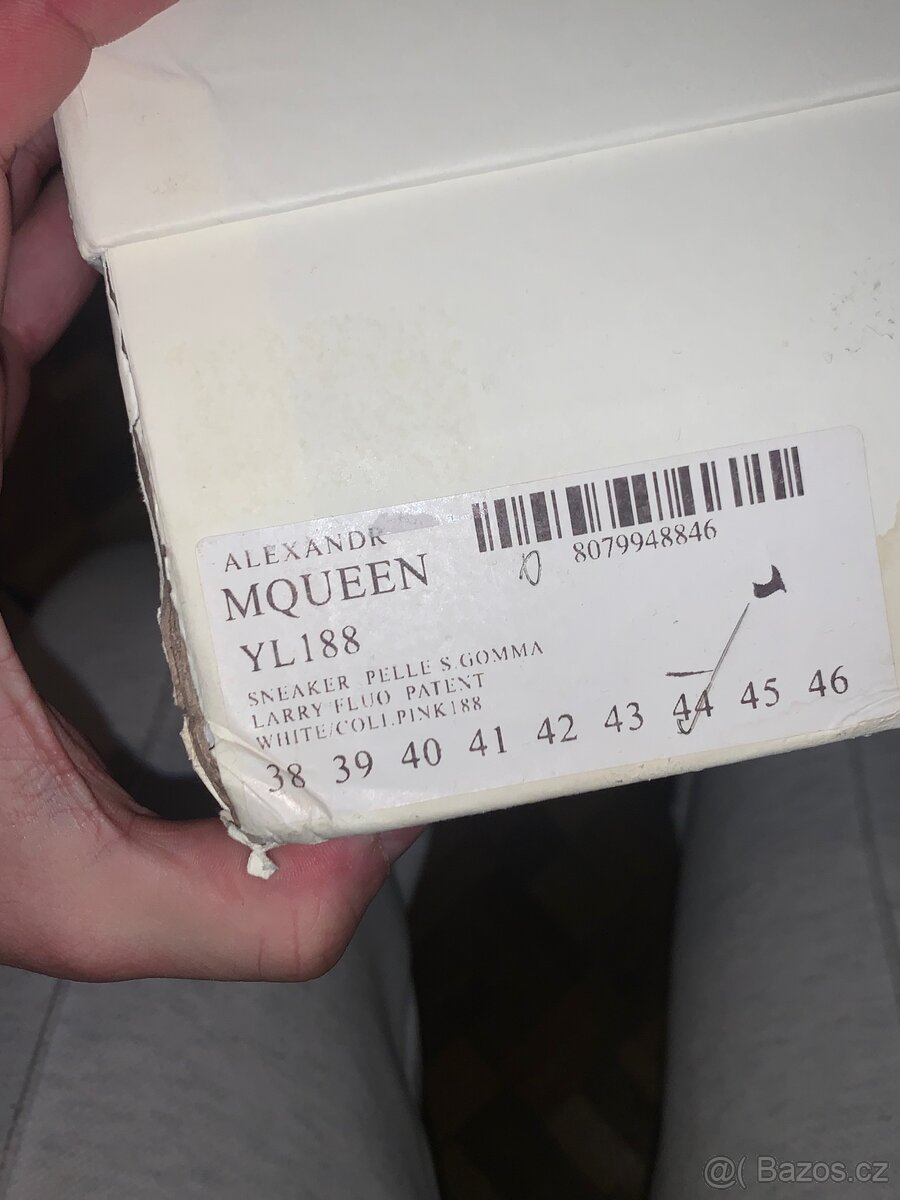 ALEXANDR
MQUEEN
8079948846
YL188
SNEAKER PELLE S.GOMMA
LARRY FLUO PATENT
WHITE/COLI.PINK188
38 39 40 41 42 43 44 45 46
@( Bazos.cz